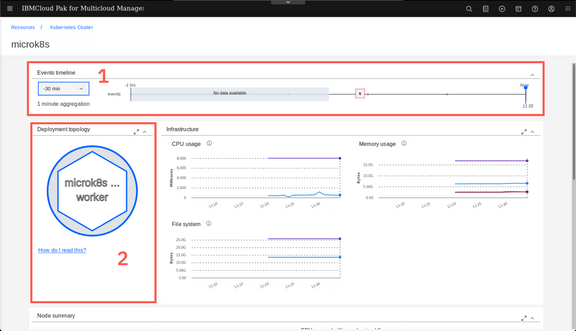 IBMCloud Pak for Multicloud Manage
Resources / Kubernetes Cluster
microk8s
Events timeline
1
-30 min
-2 hrs
Now
events
No data available
1 minute aggregation
11:35
Deployment topology
Infrastructure
microk8s ...
worker
How do I read this?
2
CPU usage
Millicores
8.000
6.000
4.000
2.000
0
11:10
11:15
11:20
11:25
11:30
Memory usage
Bytes
10.0G
5.00G
0.00
11:10
11:15
11:20
11:25
11:30
File system
Bytes
25.0G
20.0G
15.0G
10.0G
5.00G
0.00
11:10
11:15
11:20
11:25
11:30
Node summary